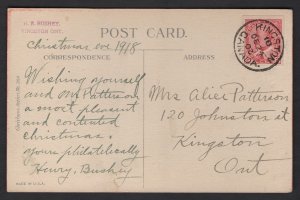 H. E. BUSHEY,
KINGSTON ONT.
Christmas eve 1918
POST CARD.
CORRESPONDENCE
ADDRESS
KINGSTON
CANADA
Wishing yourself
and Mr. Patterson
a most pleasant
and contented
Christmas.
yours philatelically
Henry, Bushey
Mrs Alice Patterson
120 Johnston st
Kingston
Ont
MADE IN U.S.A.